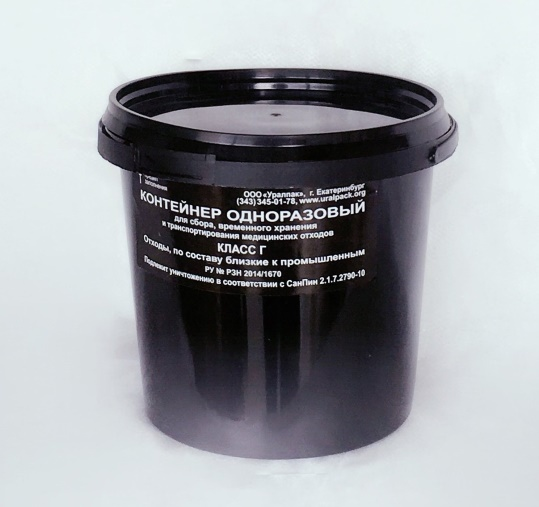 заполнения
ООО «Уралпак», г. Екатеринбург
(343) 345-01-78, www.uralpack.org
КОНТЕЙНЕР ОДНОРАЗОВЫЙ
для сбора, временного хранения
и транспортирования медицинских отходов
КЛАСС Г
Отходы, по составу близкие к промышленным
РУ № РЗН 2014/1670
Подлежит уничтожению в соответствии с СанПин 2.1.7.2790-10